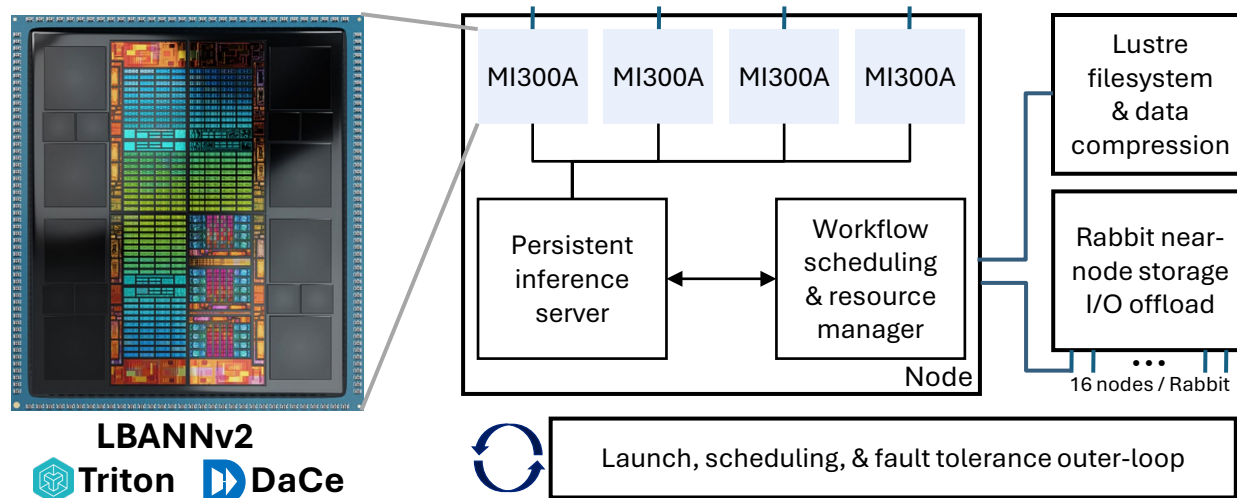 MI300A
MI300A
MI300A
MI300A
Persistent
inference
server
Workflow
scheduling
& resource
manager
Node
Lustre
filesystem
& data
compression
Rabbit near-
node storage
I/O offload
...
16 nodes / Rabbit
LBANNv2
Triton
DaCe
Launch, scheduling, & fault tolerance outer-loop